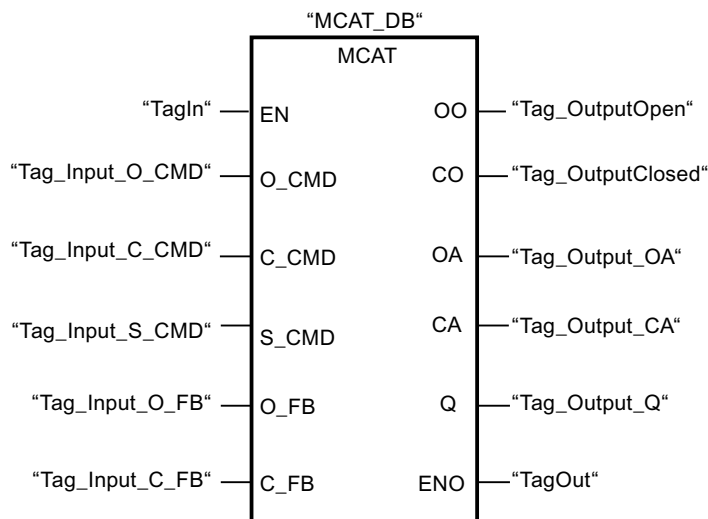 “MCAT_DB“
MCAT
“TagIn“ EN OO “Tag_OutputOpen“
“Tag_Input_O_CMD“ O_CMD CO “Tag_OutputClosed“
“Tag_Input_C_CMD“ C_CMD OA “Tag_Output_OA“
“Tag_Input_S_CMD“ S_CMD CA “Tag_Output_CA“
“Tag_Input_O_FB“ O_FB Q “Tag_Output_Q“
“Tag_Input_C_FB“ C_FB ENO “TagOut“